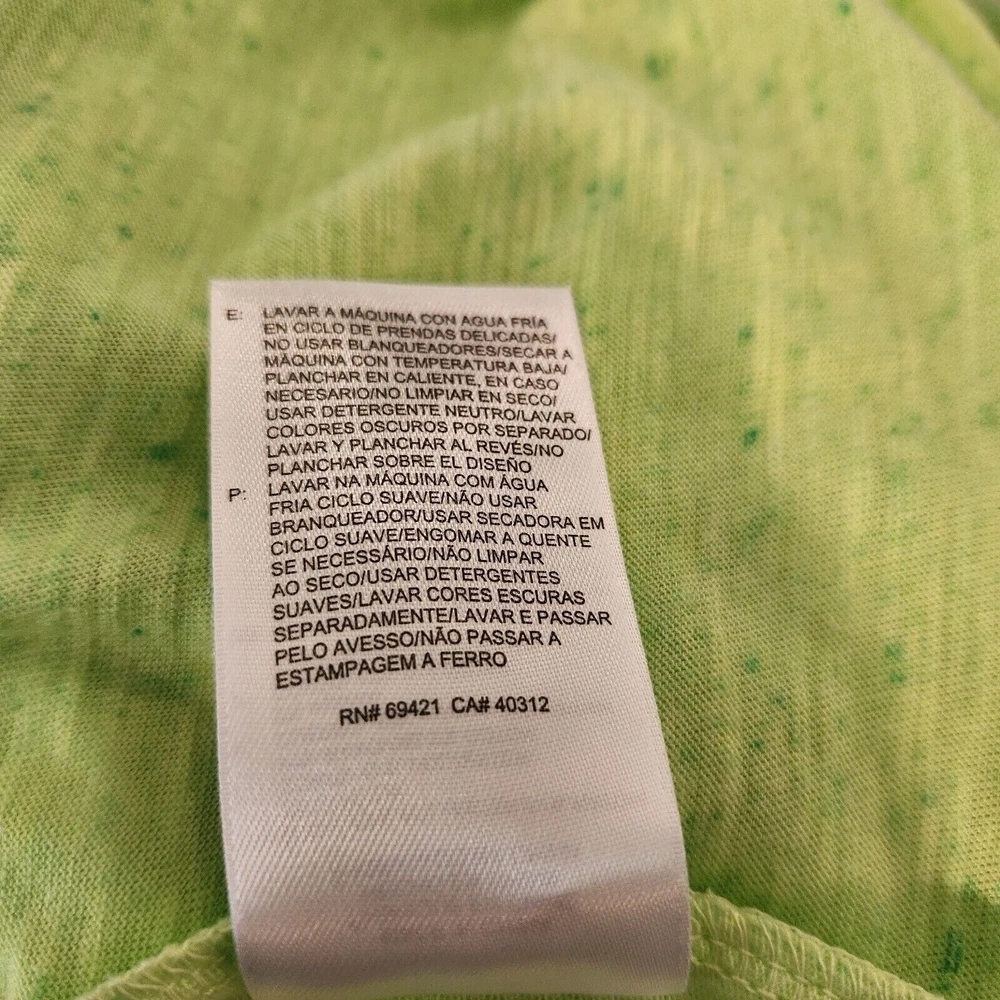 E: LAVAR A MÁQUINA CON AGUA FRÍA
EN CICLO DE PRENDAS DELICADAS/
NO USAR BLANQUEADORES/SECAR A
MÁQUINA CON TEMPERATURA BAJA/
PLANCHAR EN CALIENTE, EN CASO
NECESARIO/NO LIMPIAR EN SECO/
USAR DETERGENTE NEUTRO/LAVAR
COLORES OSCUROS POR SEPARADO/
LAVAR Y PLANCHAR AL REVÉS/NO
PLANCHAR SOBRE EL DISEÑO
P: LAVAR NA MÁQUINA COM ÁGUA
FRIA CICLO SUAVE/NÃO USAR
BRANQUEADOR/USAR SECADORA EM
CICLO SUAVE/ENGOMAR A QUENTE
SE NECESSÁRIO/NÃO LIMPAR
AO SECO/USAR DETERGENTES
SUAVES/LAVAR CORES ESCURAS
SEPARADAMENTE/LAVAR E PASSAR
PELO AVESSO/NÃO PASSAR A
ESTAMPAGEM A FERRO
RN# 69421 CA# 40312